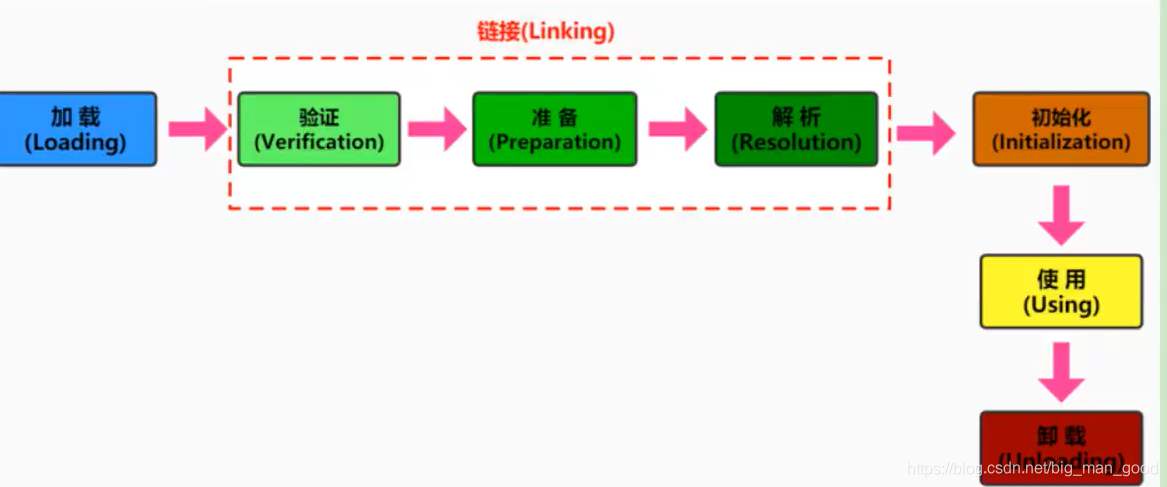 链接(Linking)
加 载
(Loading)
验证
(Verification)
准 备
(Preparation)
解 析
(Resolution)
初始化
(Initialization)
使 用
(Using)
卸 载
(Unloading)
https://blog.csdn.net/big_man_good